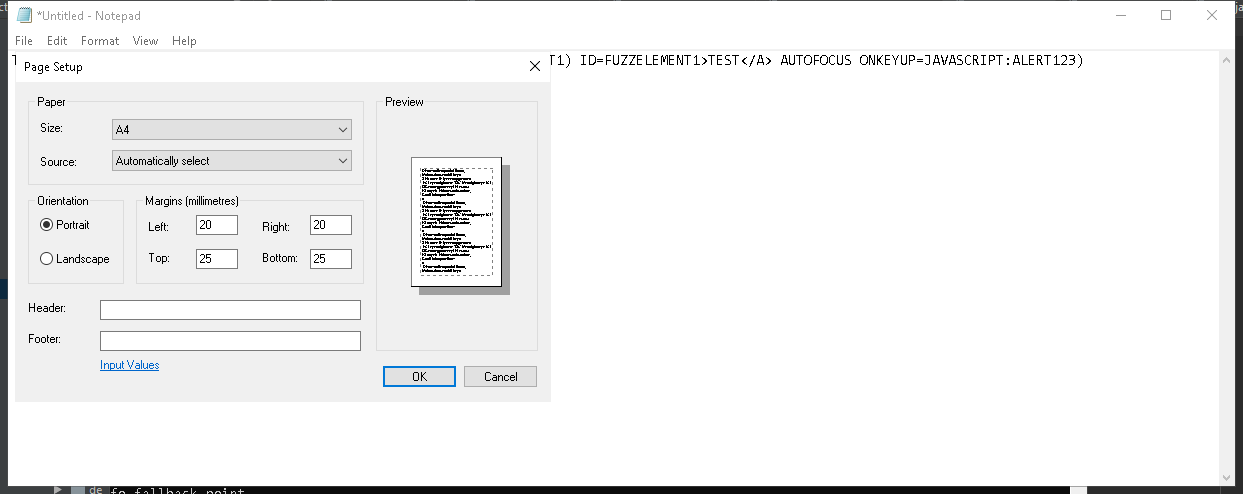 *Untitled - Notepad
File Edit Format View Help
T1) ID=FUZZELEMENT1>TEST</A> AUTOFOCUS ONKEYUP=JAVASCRIPT:ALERT123)
Page Setup
Paper
Size: A4
Source: Automatically select
Orientation
Portrait
Landscape
Margins (millimetres)
Left: 20 Right: 20
Top: 25 Bottom: 25
Preview
Header:
Footer:
Input Values
OK Cancel
de fo fallback point